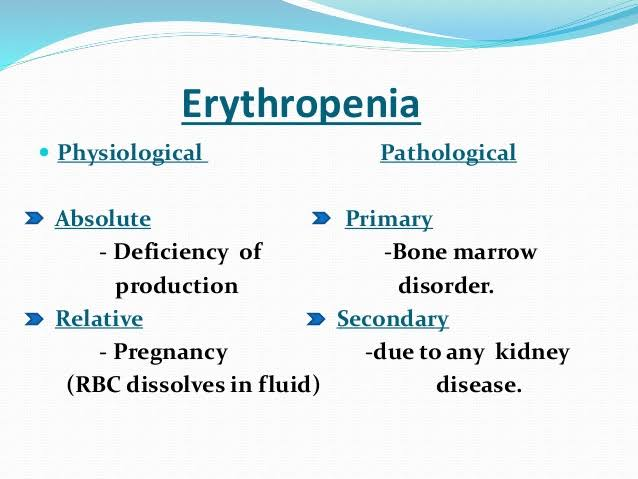 Erythropenia
• Physiological Pathological
Absolute Primary
- Deficiency of -Bone marrow
production disorder.
Relative Secondary
- Pregnancy -due to any kidney
(RBC dissolves in fluid) disease.